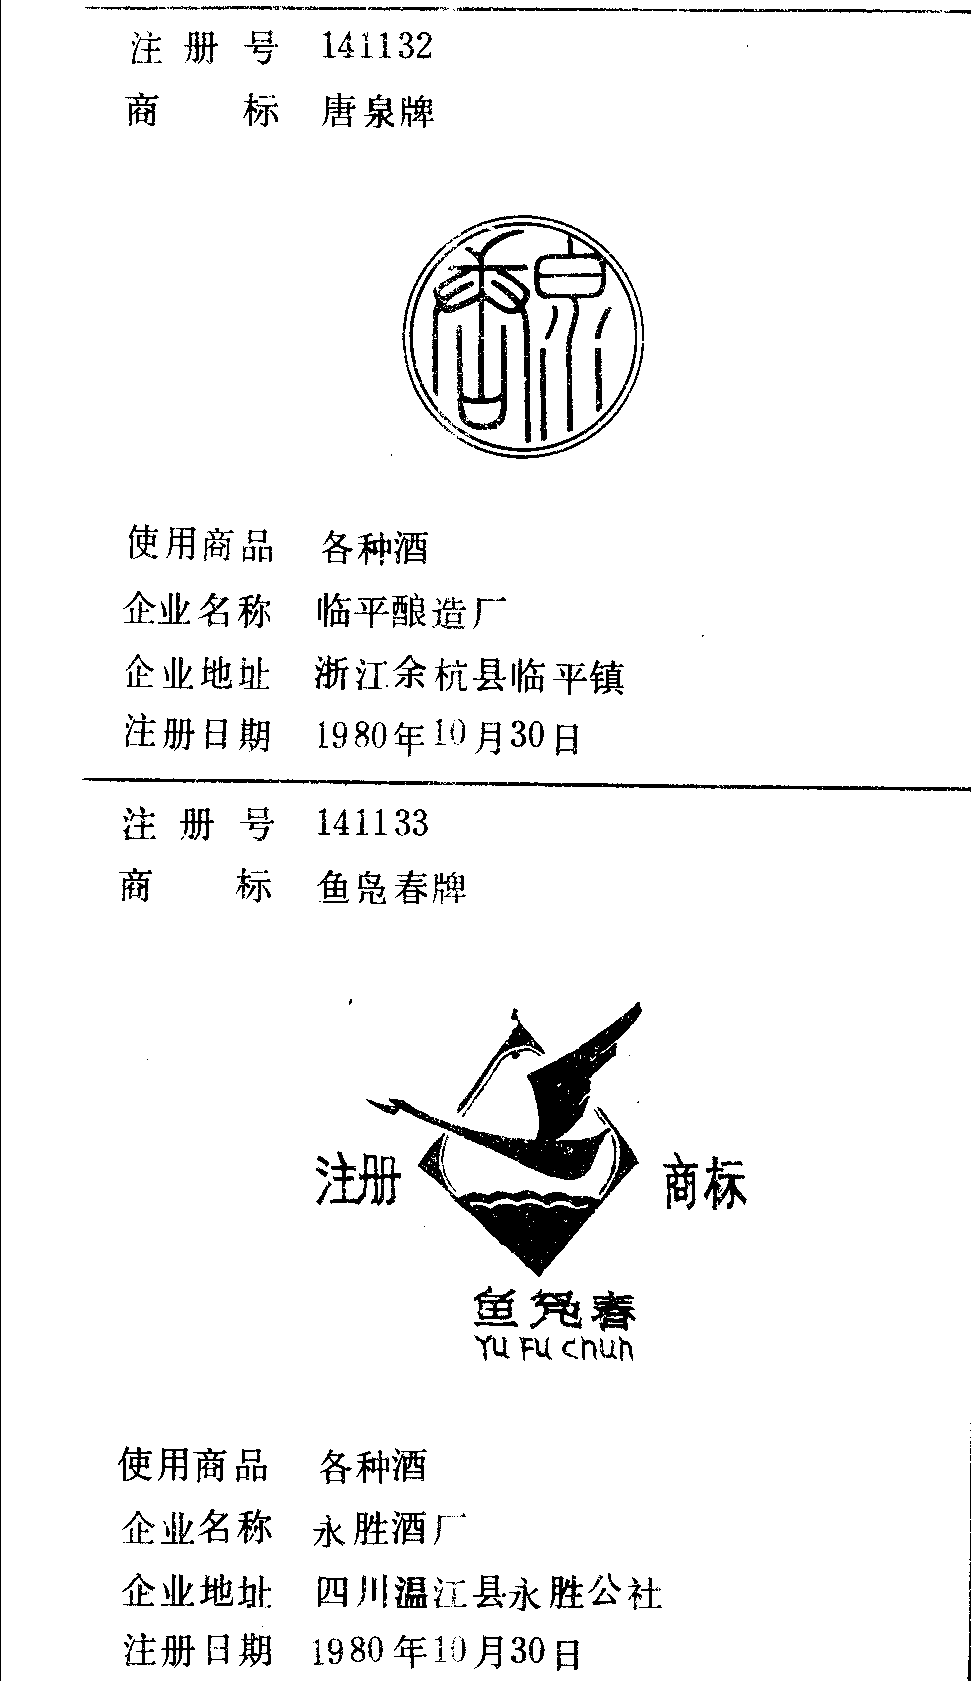 注册号 141132
商标 唐泉牌
唐泉
使用商品 各种酒
企业名称 临平酿造厂
企业地址 浙江余杭县临平镇
注册日期 1980年10月30日
注册号 141133
商标 鱼凫春牌
注册 商标
鱼凫春
YU FU chun
使用商品 各种酒
企业名称 永胜酒厂
企业地址 四川温江县永胜公社
注册日期 1980年10月30日